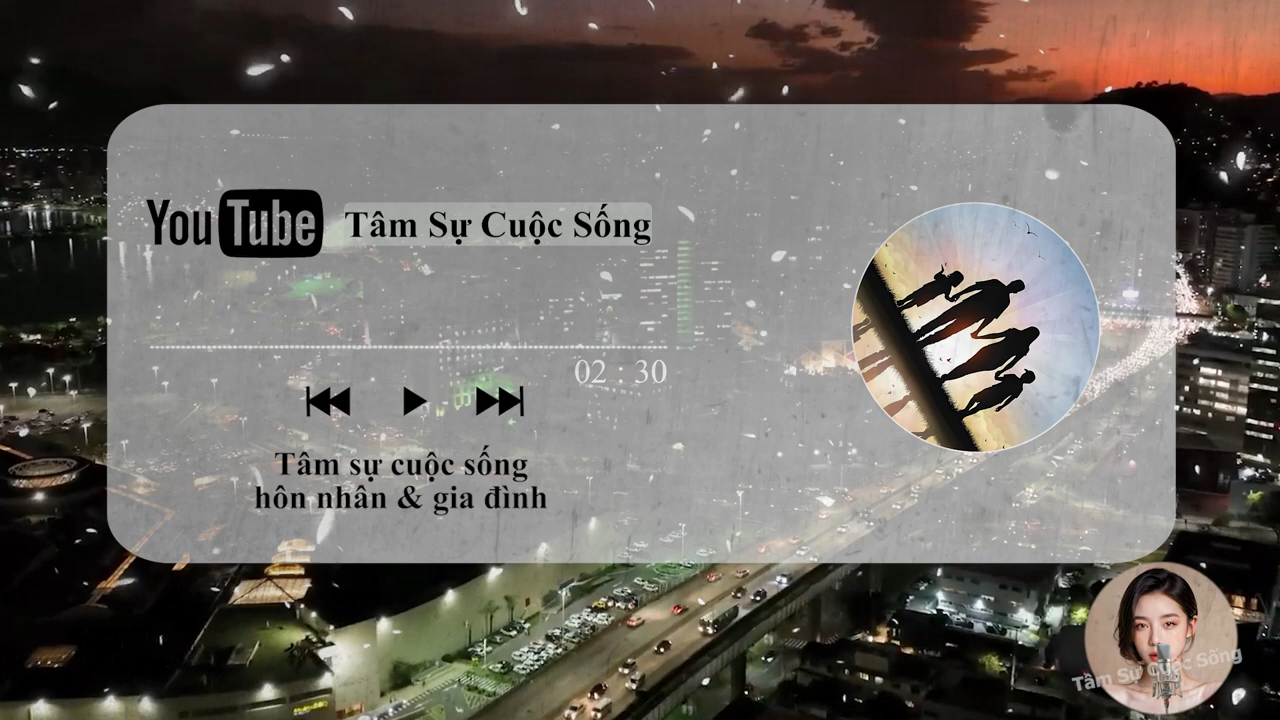 YouTube Tâm Sự Cuộc Sống
02 : 30
Tâm sự cuộc sống
hôn nhân & gia đình
Tâm Sự Cuộc Sống